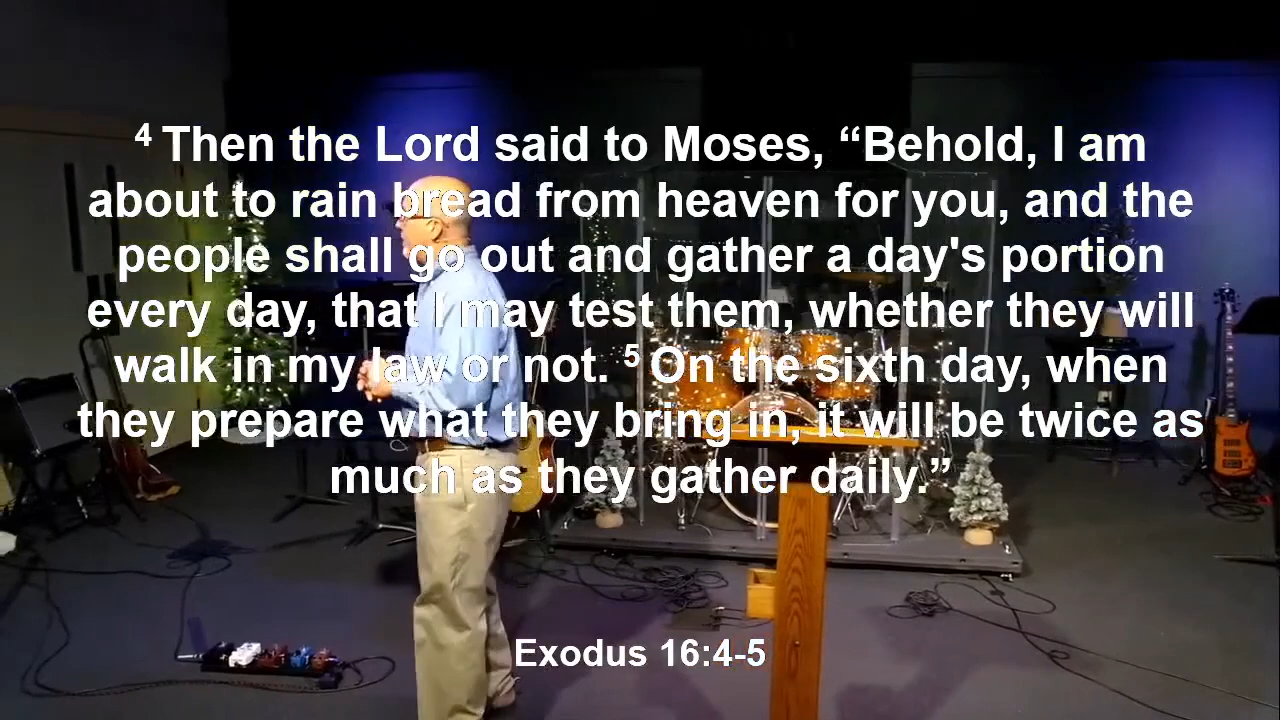 4 Then the Lord said to Moses, “Behold, I am
about to rain bread from heaven for you, and the
people shall go out and gather a day's portion
every day, that I may test them, whether they will
walk in my law or not. 5 On the sixth day, when
they prepare what they bring in, it will be twice as
much as they gather daily.”
Exodus 16:4-5